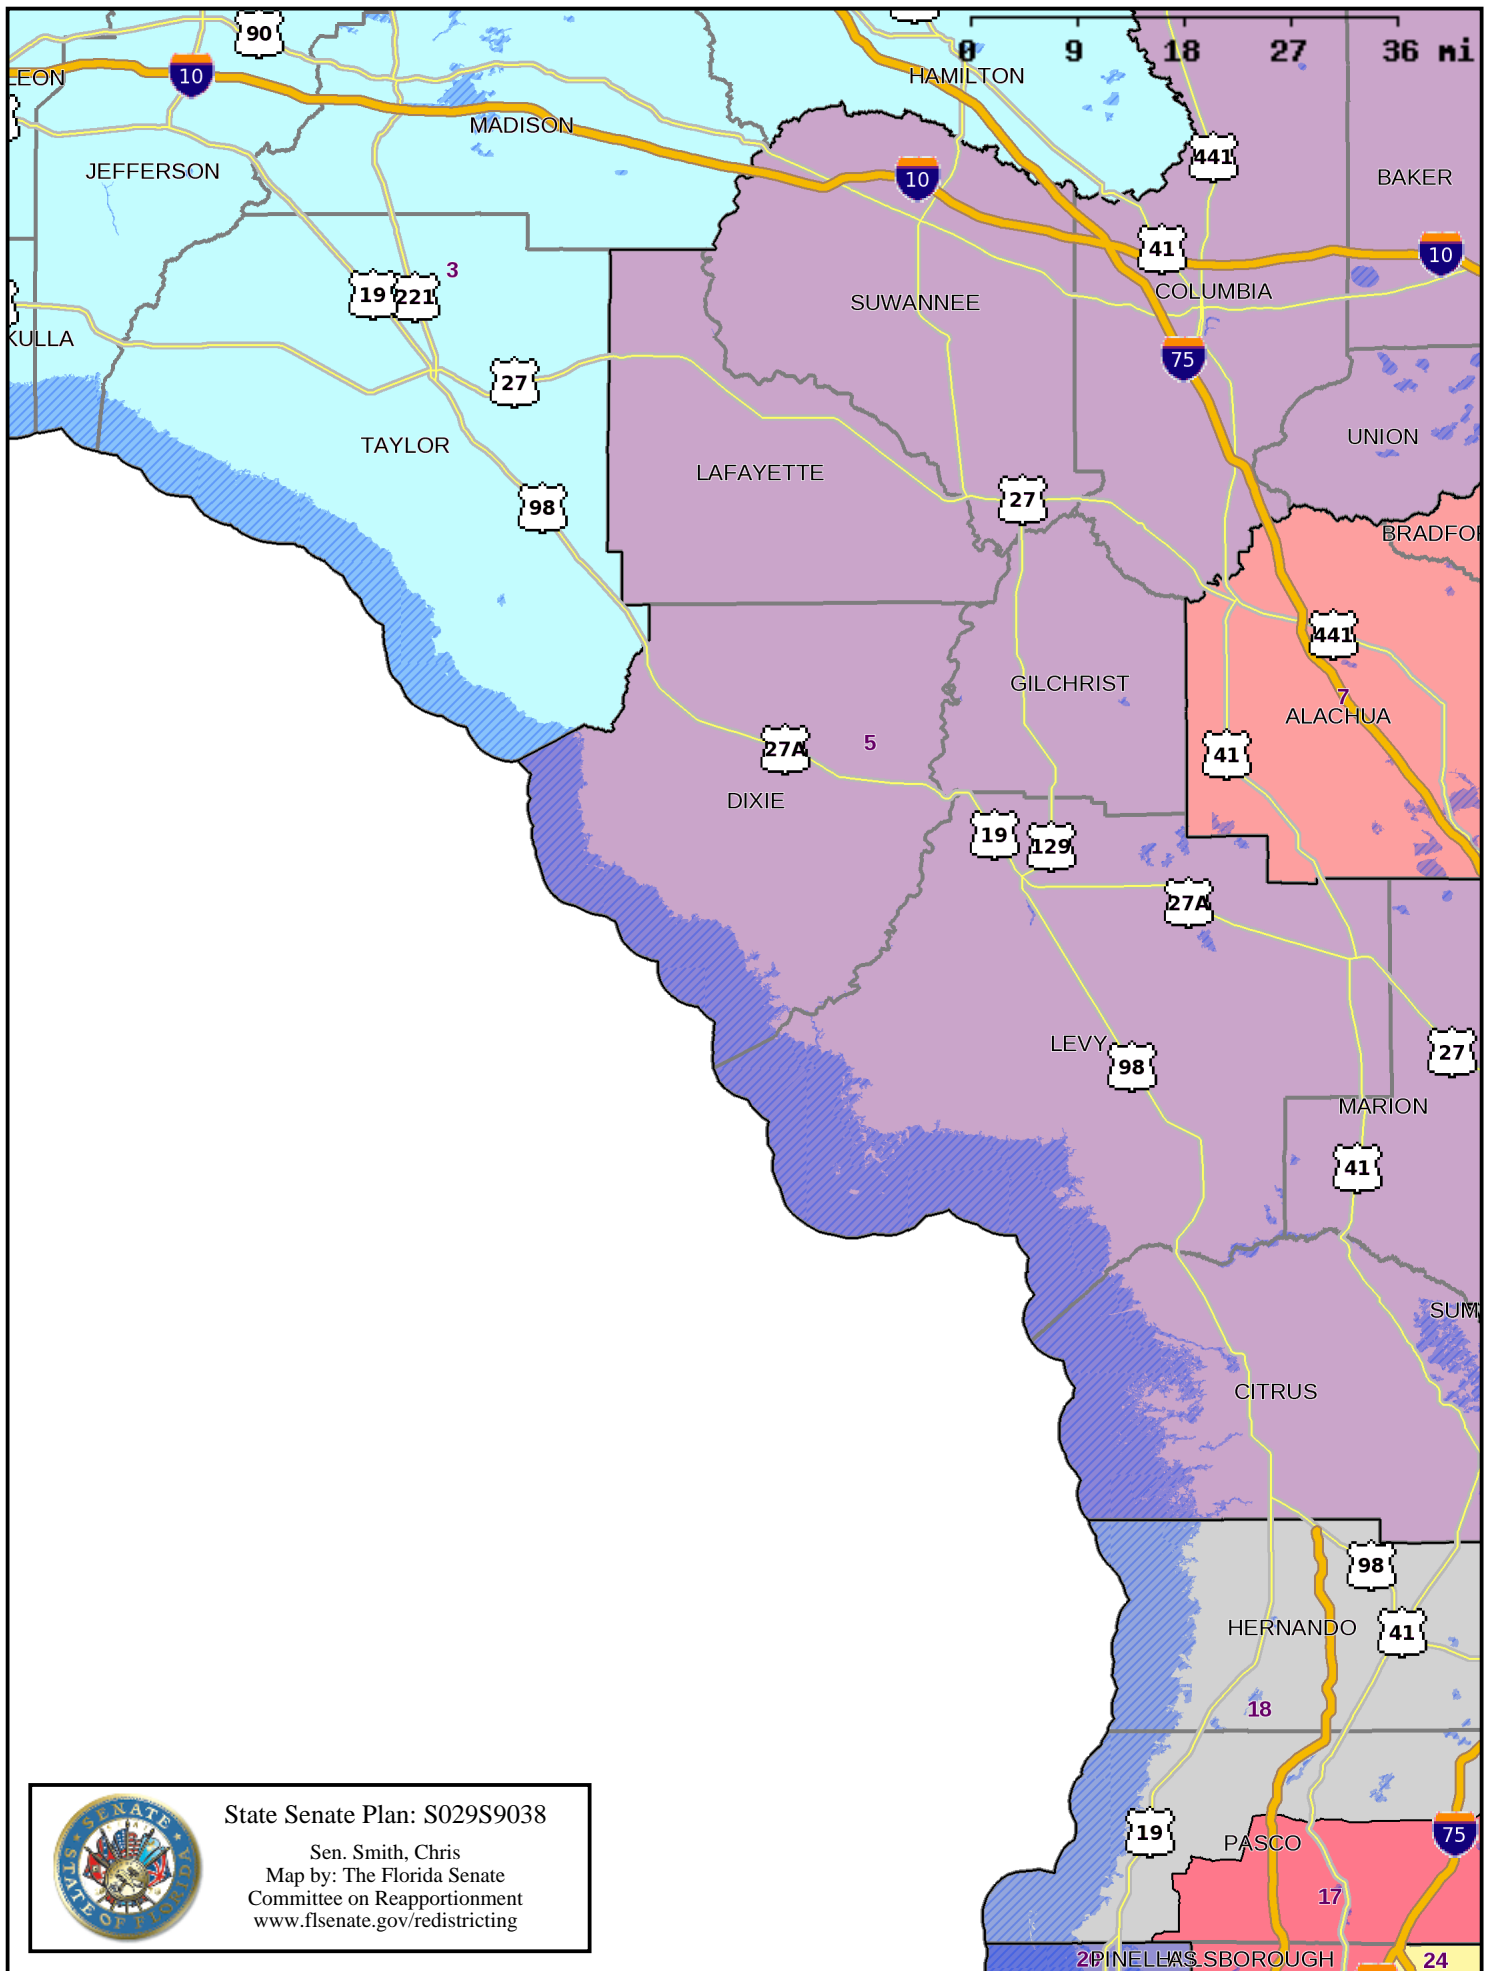 90
0 9 18 27 36 mi
10
EON
HAMILTON
MADISON
441
JEFFERSON
10
BAKER
41
10
3
19
221
COLUMBIA
SUWANNEE
KULLA
75
27
TAYLOR
UNION
LAFAYETTE
27
98
BRADFO
441
GILCHRIST
7
ALACHUA
5
27A
41
DIXIE
19
129
27A
LEVY
98
27
MARION
41
SUM
CITRUS
98
HERNANDO
41
18
State Senate Plan: S029S9038
Sen. Smith, Chris
Map by: The Florida Senate
Committee on Reapportionment
www.flsenate.gov/redistricting
SENATE
STATE OF FLORIDA
19
PASCO
75
17
PINELLAS
LSBOROUGH
24